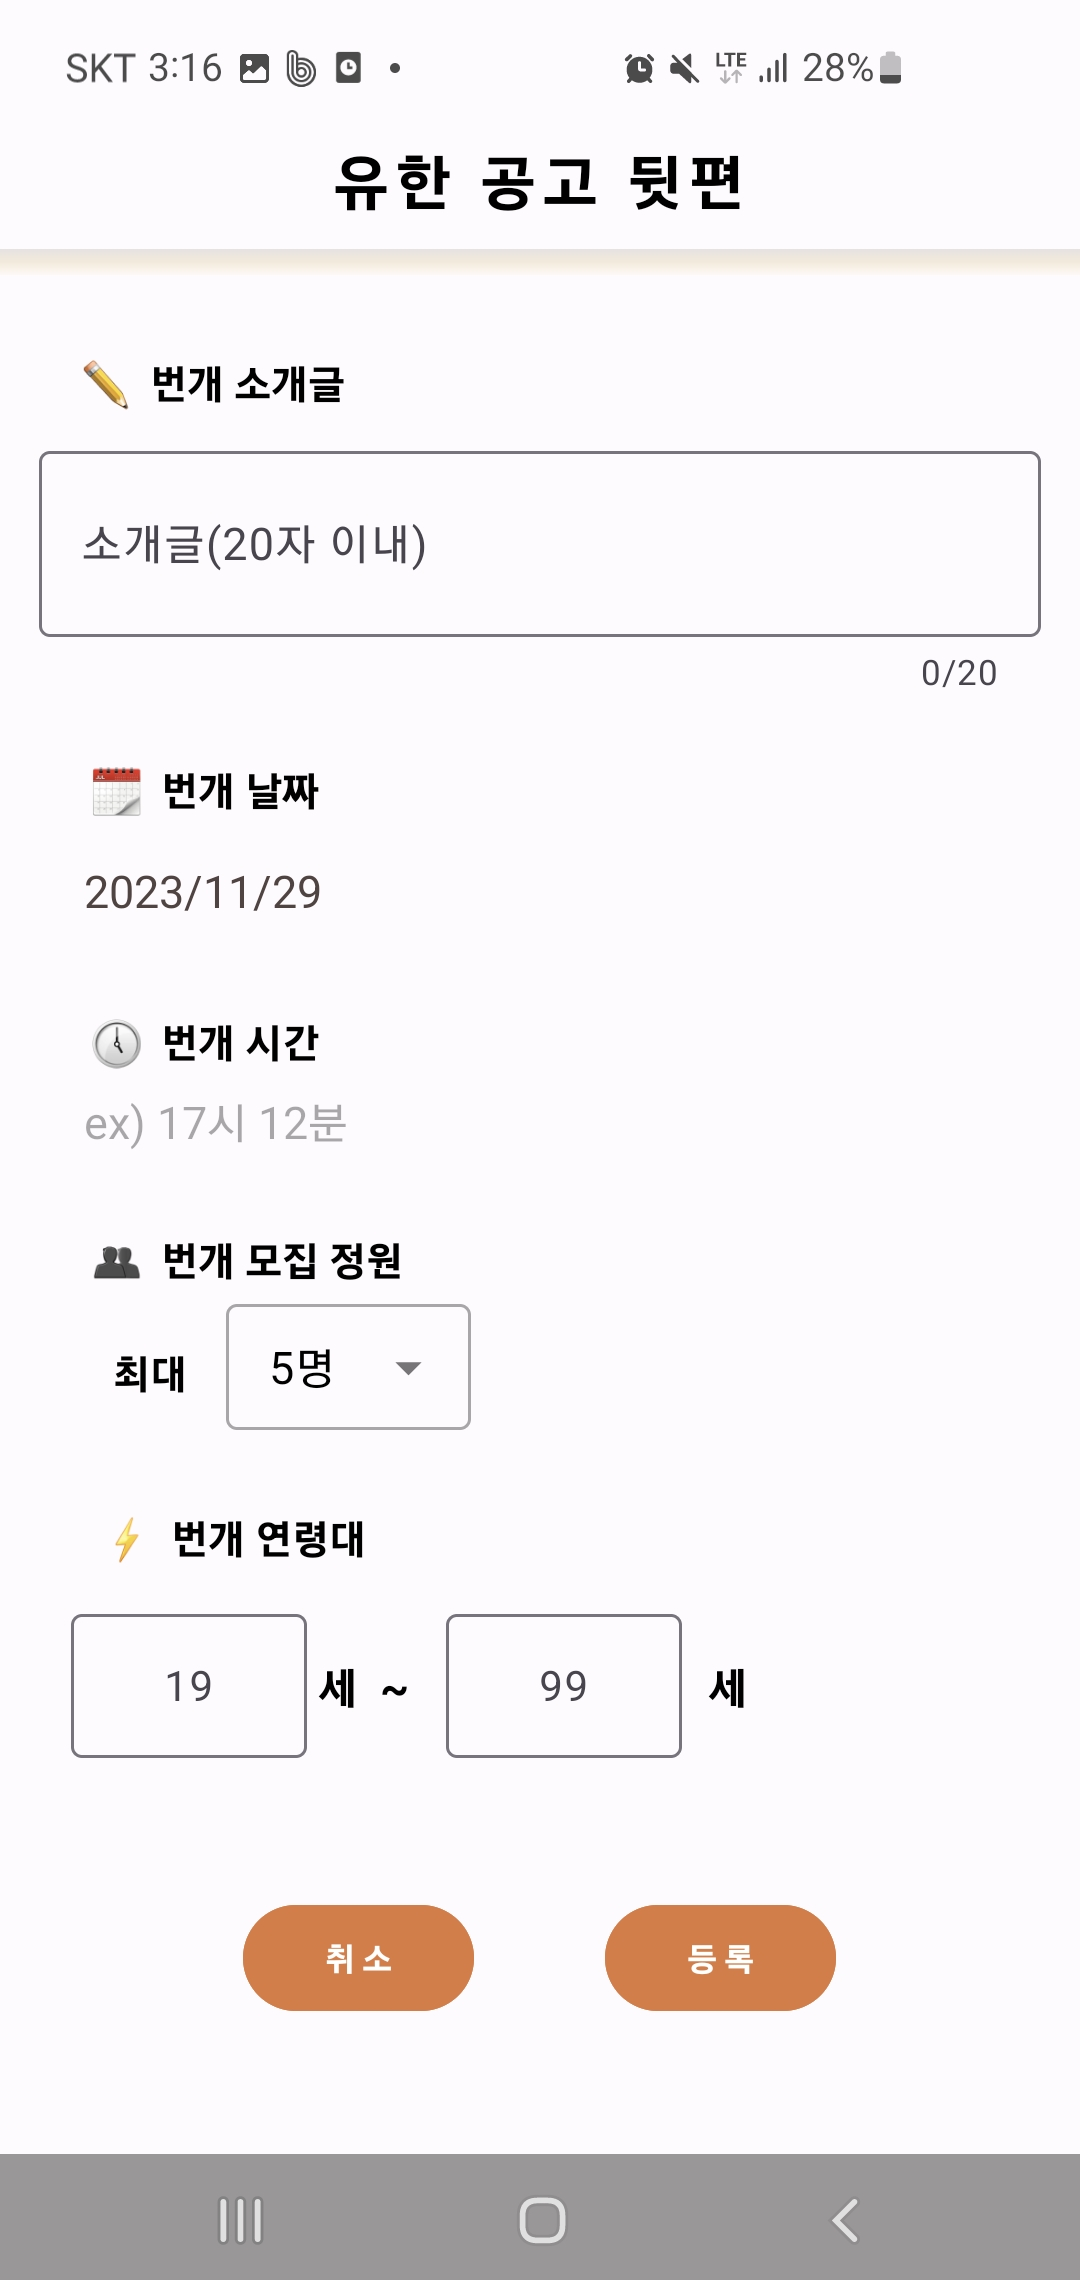 SKT 3:16
LTE 28%
유한 공고 뒷편
번개 소개글
소개글(20자 이내)
0/20
번개 날짜
2023/11/29
번개 시간
ex) 17시 12분
번개 모집 정원
최대 5명
번개 연령대
19 세 ~ 99 세
취소 등록